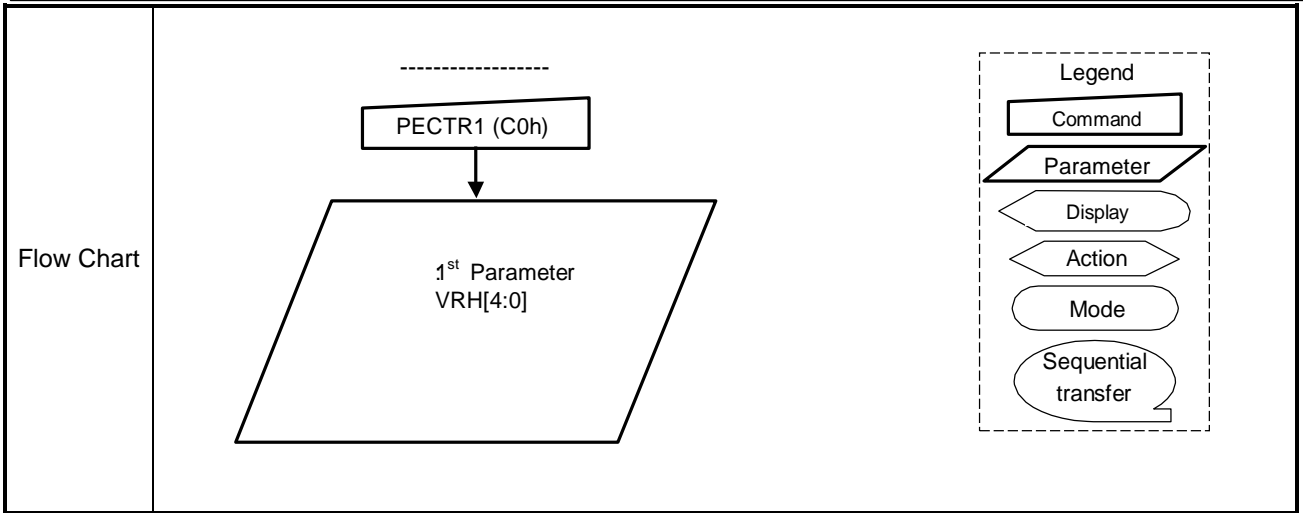 Flow Chart
------------------
PECTR1 (C0h)
1st Parameter
VRH[4:0]
Legend
Command
Parameter
Display
Action
Mode
Sequential
transfer